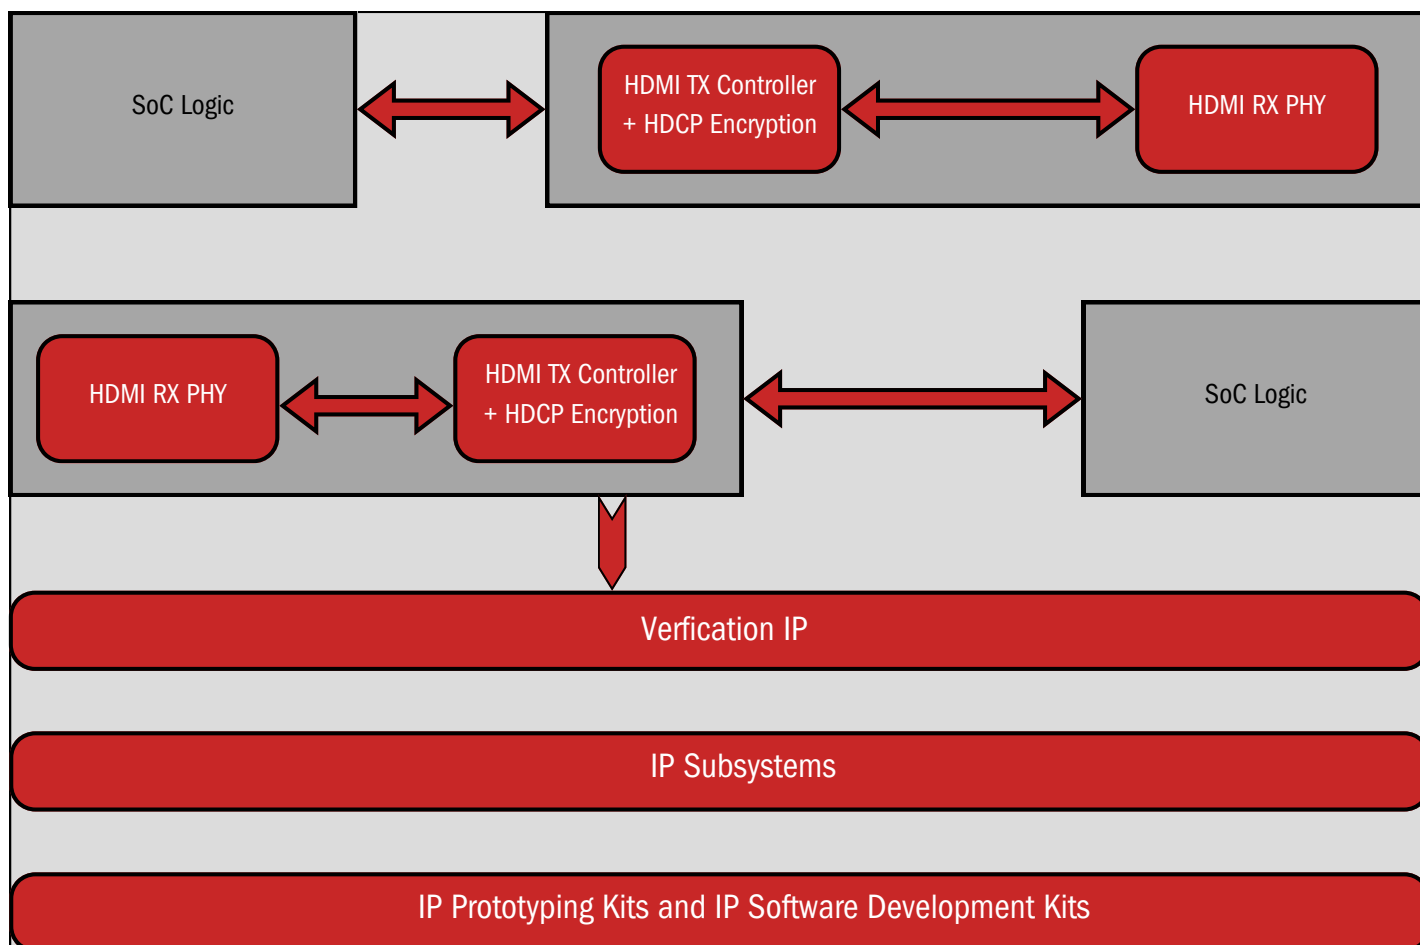 SoC Logic
HDMI TX Controller
+ HDCP Encryption
HDMI RX PHY
HDMI RX PHY
HDMI TX Controller
+ HDCP Encryption
SoC Logic
Verfication IP
IP Subsystems
IP Prototyping Kits and IP Software Development Kits